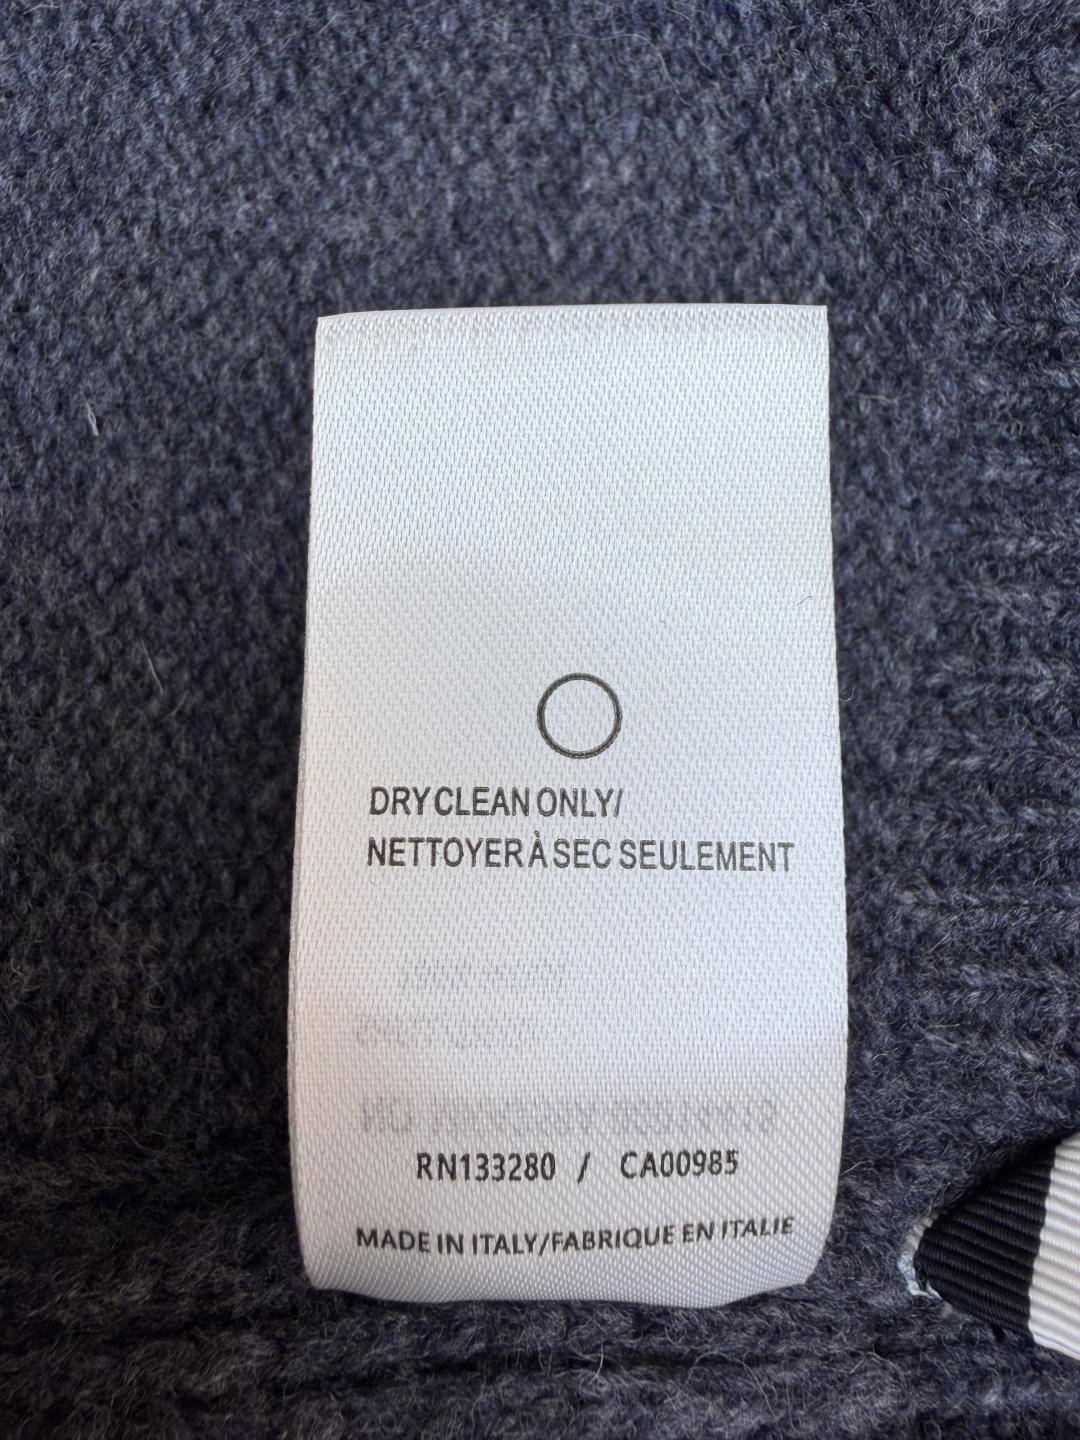 DRY CLEAN ONLY/
NETTOYER À SEC SEULEMENT
RN133280 / CA00985
MADE IN ITALY/FABRIQUE EN ITALIE